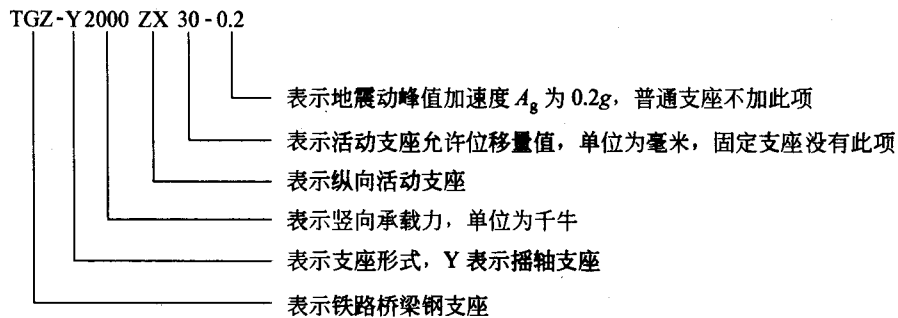 TGZ-Y2000 ZX 30-0.2
表示地震动峰值加速度 Ag 为 0.2g，普通支座不加此项
表示活动支座允许位移量值，单位为毫米，固定支座没有此项
表示纵向活动支座
表示竖向承载力，单位为千牛
表示支座形式，Y 表示摇轴支座
表示铁路桥梁钢支座